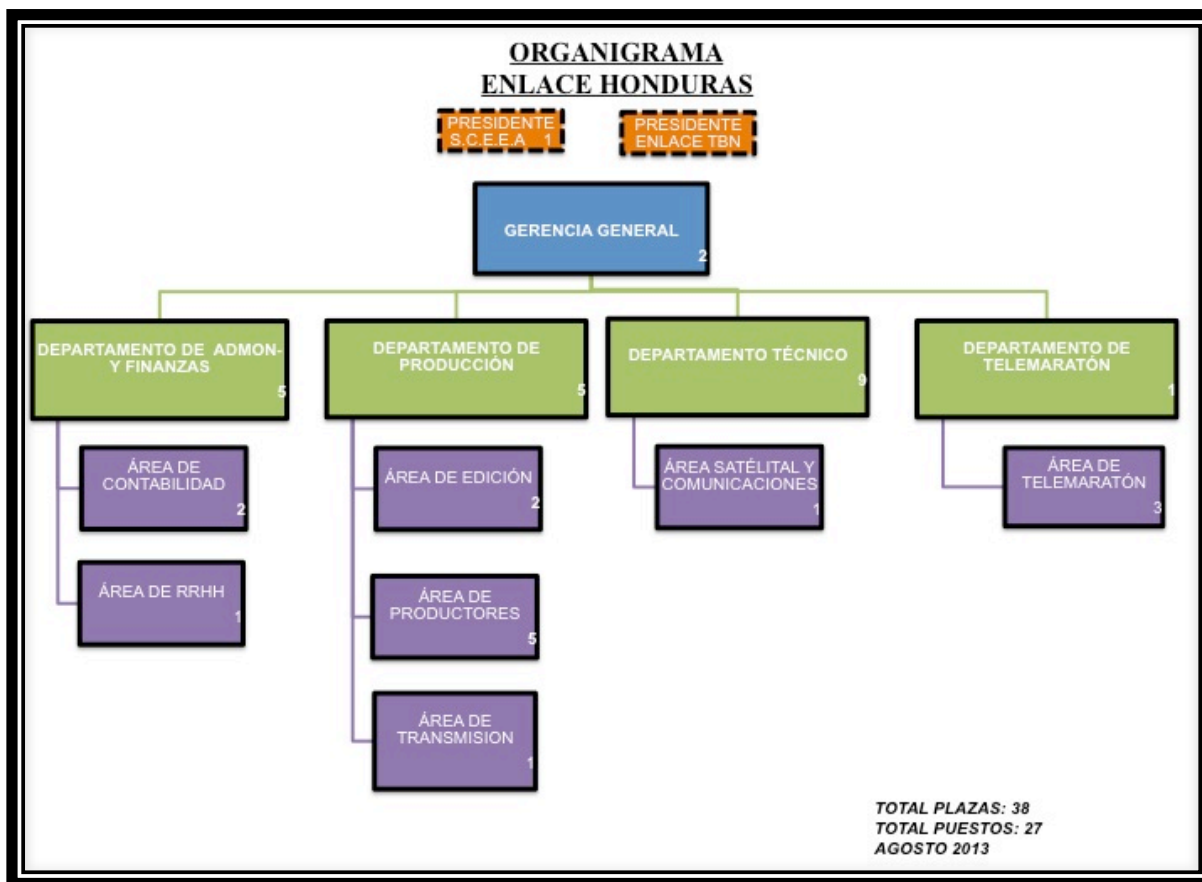 ORGANIGRAMA
ENLACE HONDURAS
PRESIDENTE
S.C.E.E.A 1
PRESIDENTE
ENLACE TBN
GERENCIA GENERAL
2
DEPARTAMENTO DE ADMON-
Y FINANZAS
5
DEPARTAMENTO DE
PRODUCCIÓN
5
DEPARTAMENTO TÉCNICO
9
DEPARTAMENTO DE
TELEMARATÓN
1
ÁREA DE
CONTABILIDAD
2
ÁREA DE EDICIÓN
2
ÁREA SATÉLITAL Y
COMUNICACIONES
1
ÁREA DE
TELEMARATÓN
3
ÁREA DE RRHH
1
ÁREA DE
PRODUCTORES
5
ÁREA DE
TRANSMISION
1
TOTAL PLAZAS: 38
TOTAL PUESTOS: 27
AGOSTO 2013